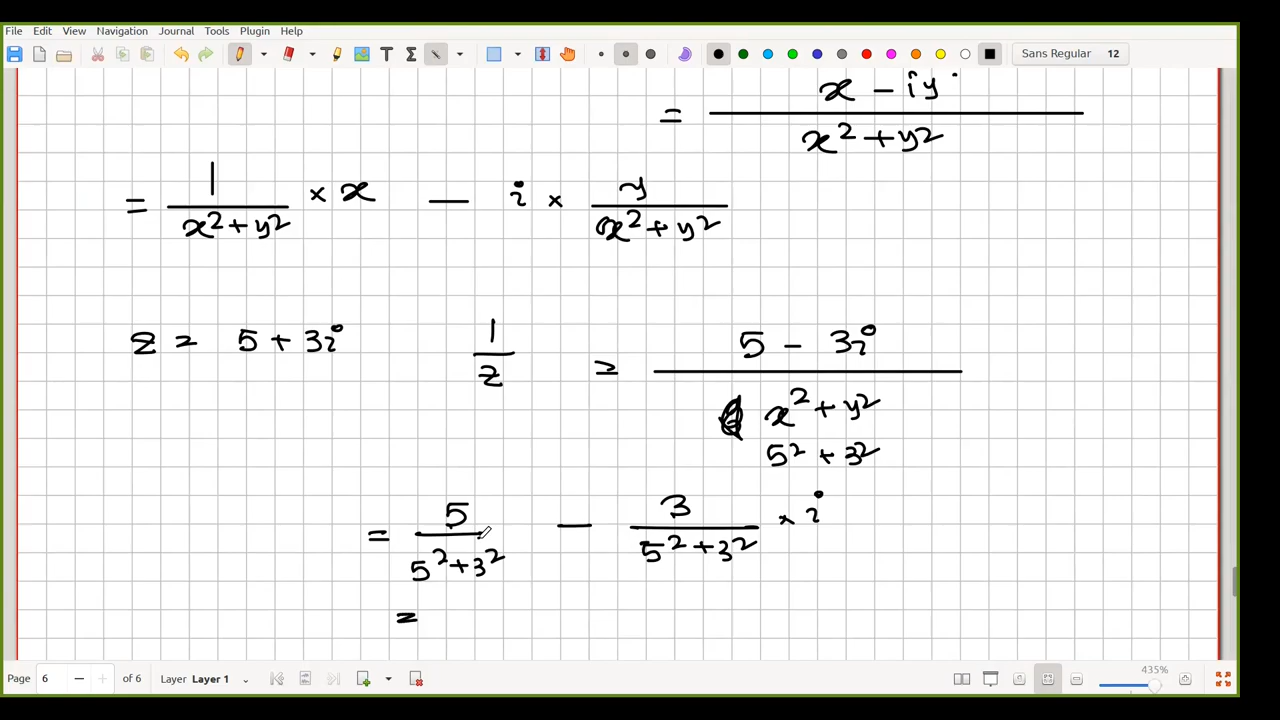 File Edit View Navigation Journal Tools Plugin Help
Sans Regular 12
x - iy
= ―――
x² + y²
= 1/(x² + y²) × x — i × y/(x² + y²)
z = 5 + 3i 1/z = (5 - 3i)/(x² + y²)
5² + 3²
= 5/(5² + 3²) — 3/(5² + 3²) × i
=
Page 6 of 6 Layer Layer 1 435%